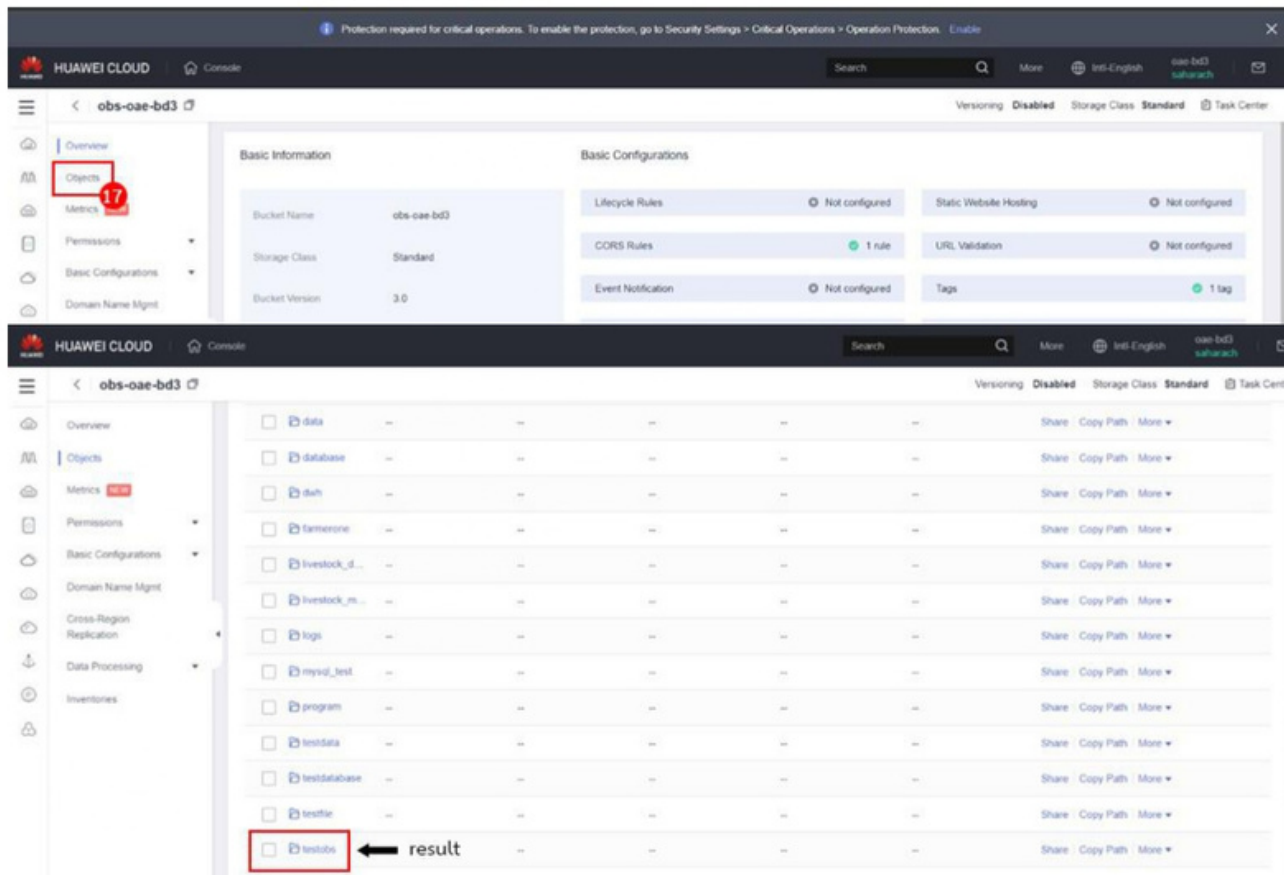 Protection required for critical operations. To enable the protection, go to Security Settings > Critical Operations > Operation Protection. Enable
HUAWEI
HUAWEI CLOUD Console Search More Intl-English oae-bd3
saharach
obs-oae-bd3 Versioning Disabled Storage Class Standard Task Center
Overview
Objects
17
Metrics NEW
Permissions
Basic Configurations
Domain Name Mgmt
Basic Information
Bucket Name obs-oae-bd3
Storage Class Standard
Bucket Version 3.0
Basic Configurations
Lifecycle Rules Not configured Static Website Hosting Not configured
CORS Rules 1 rule URL Validation Not configured
Event Notification Not configured Tags 1 tag
HUAWEI
HUAWEI CLOUD Console Search More Intl-English oae-bd3
saharach
obs-oae-bd3 Versioning Disabled Storage Class Standard Task Cent
Overview
Objects
Metrics NEW
Permissions
Basic Configurations
Domain Name Mgmt
Cross-Region
Replication
Data Processing
Inventories
data -- -- -- -- -- Share Copy Path More
database -- -- -- -- -- Share Copy Path More
dwh -- -- -- -- -- Share Copy Path More
farmerone -- -- -- -- -- Share Copy Path More
livestock_d... -- -- -- -- -- Share Copy Path More
livestock_m... -- -- -- -- -- Share Copy Path More
logs -- -- -- -- -- Share Copy Path More
mysql_test -- -- -- -- -- Share Copy Path More
program -- -- -- -- -- Share Copy Path More
testdata -- -- -- -- -- Share Copy Path More
testdatabase -- -- -- -- -- Share Copy Path More
testfile -- -- -- -- -- Share Copy Path More
testobs result -- -- -- -- Share Copy Path More